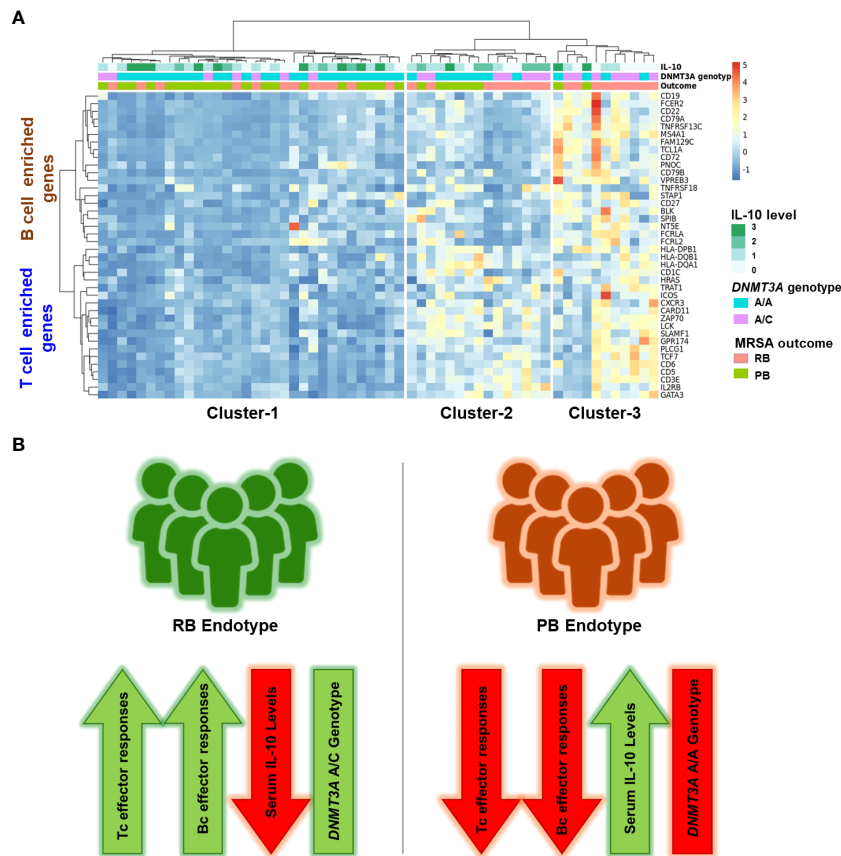 A
IL-10
DNMT3A genotype
Outcome
CD19
FCER2
CD22
CD79A
TNFRSF13C
MS4A1
FAM129C
TCL1A
CD72
PNOC
CD79B
VPREB3
TNFRSF18
STAP1
CD27
BLK
SPIB
NT5E
FCRLA
FCRL2
HLA-DPB1
HLA-DQB1
HLA-DQA1
CD1C
HRAS
TRAT1
ICOS
CXCR3
CARD11
ZAP70
LCK
SLAMF1
GPR174
PLCG1
TCF7
CD6
CD5
CD3E
IL2RB
GATA3
B cell enriched
genes
T cell enriched
genes
5
4
3
2
1
0
-1
IL-10 level
3
2
1
0
DNMT3A genotype
A/A
A/C
MRSA outcome
RB
PB
Cluster-1
Cluster-2
Cluster-3
B
RB Endotype
PB Endotype
Tc effector responses
Bc effector responses
Serum IL-10 Levels
DNMT3A A/C Genotype
Tc effector responses
Bc effector responses
Serum IL-10 Levels
DNMT3A A/A Genotype